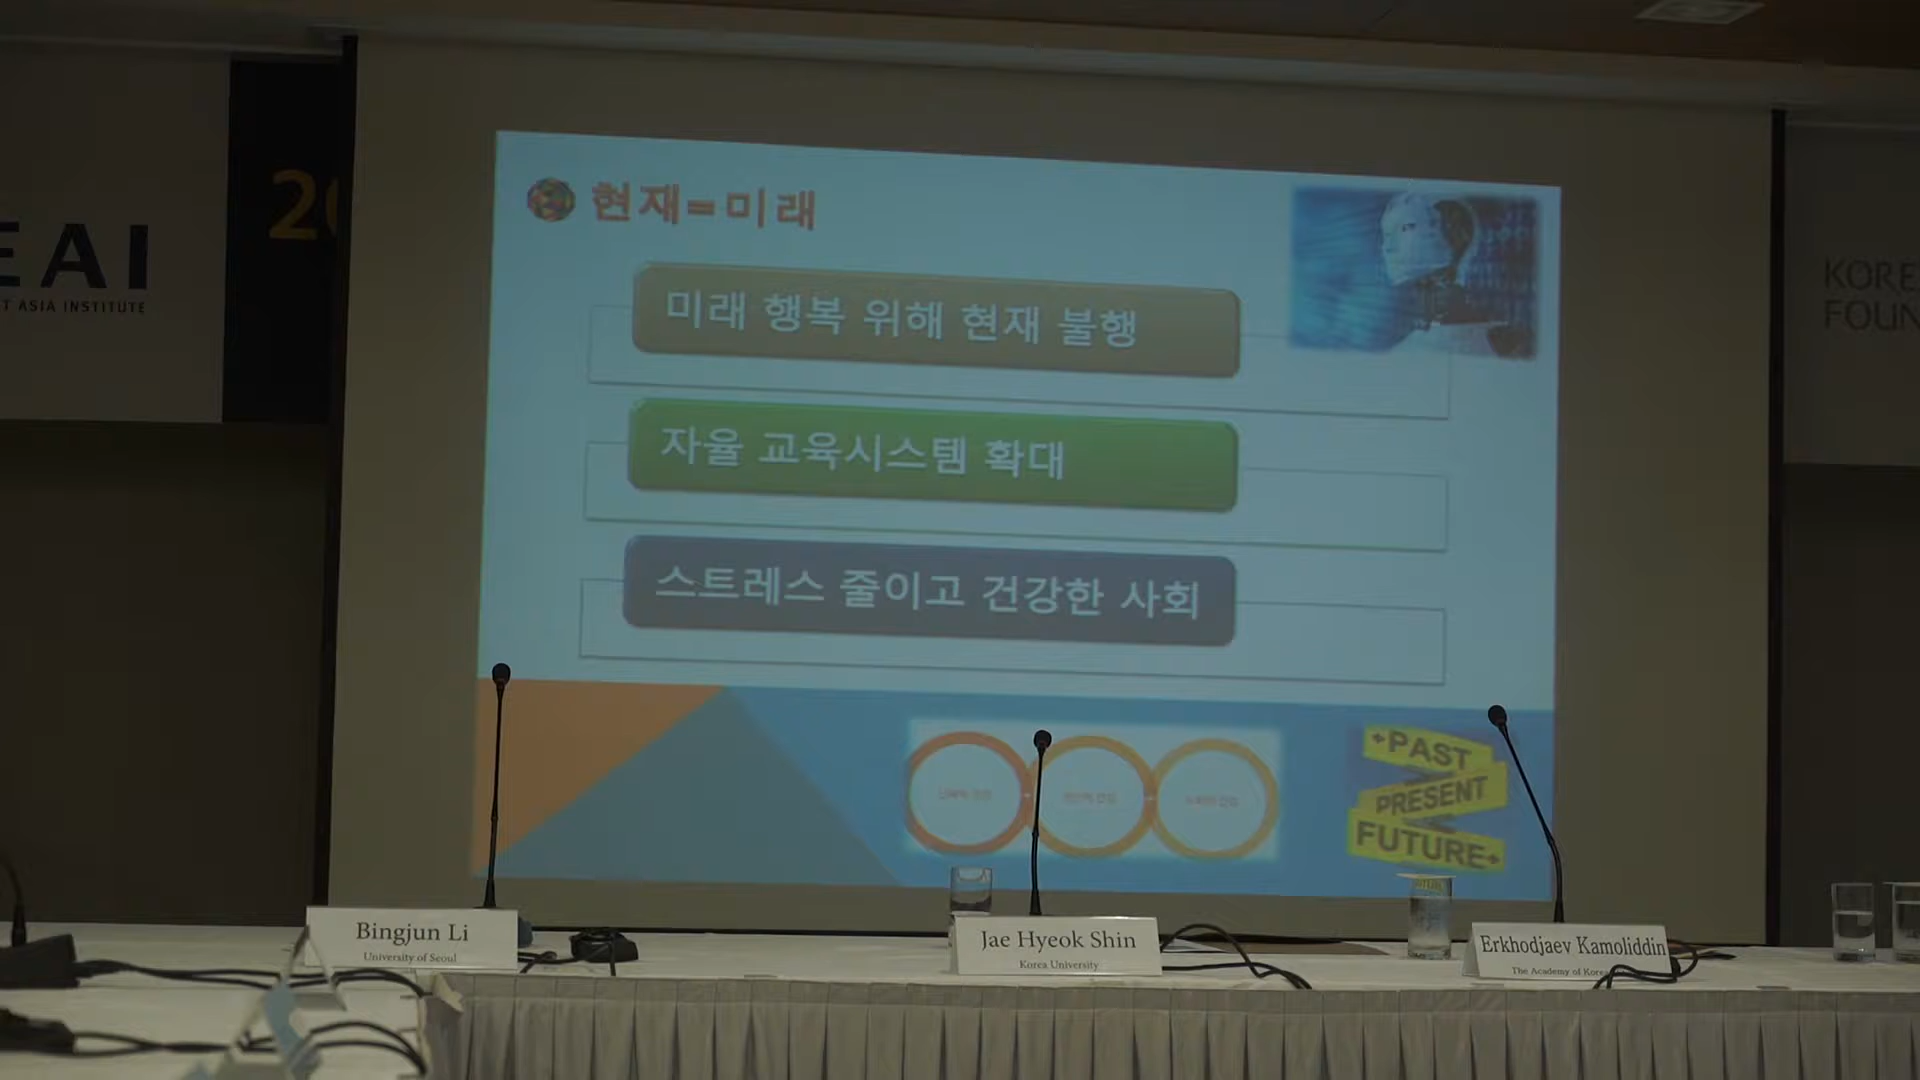 EAI
T ASIA INSTITUTE
20
현재=미래
미래 행복 위해 현재 불행
자율 교육시스템 확대
스트레스 줄이고 건강한 사회
PAST
PRESENT
FUTURE
KORE
FOUN
Bingjun Li
University of Seoul
Jae Hyeok Shin
Korea University
Erkhodjaev Kamoliddin
The Academy of Korea